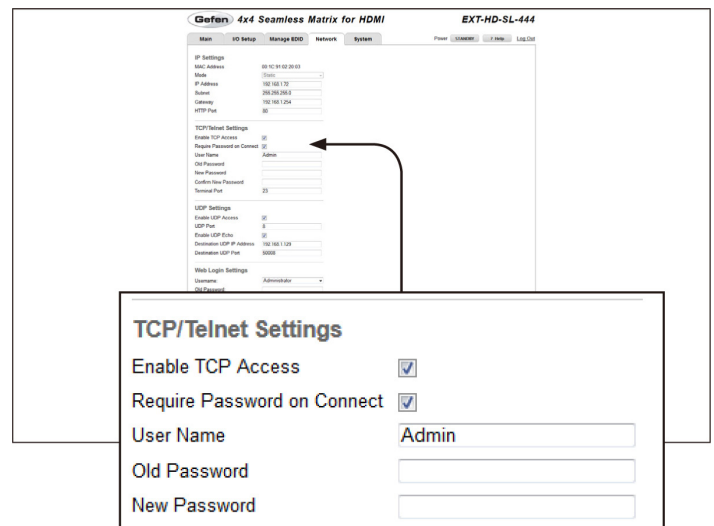 Gefen 4x4 Seamless Matrix for HDMI EXT-HD-SL-444
Main I/O Setup Manage EDID Network System Power STANDBY ? Help Log Out
IP Settings
MAC Address 00:1C:91:02:20:03
Mode Static
IP Address 192.168.1.72
Subnet 255.255.255.0
Gateway 192.168.1.254
HTTP Port 80
TCP/Telnet Settings
Enable TCP Access
Require Password on Connect
User Name Admin
Old Password
New Password
Confirm New Password
Terminal Port 23
UDP Settings
Enable UDP Access
UDP Port
Enable UDP Echo
Destination UDP IP Address 192.168.1.129
Destination UDP Port 50008
Web Login Settings
Username Administrator
Old Password
TCP/Telnet Settings
Enable TCP Access
Require Password on Connect
User Name Admin
Old Password
New Password